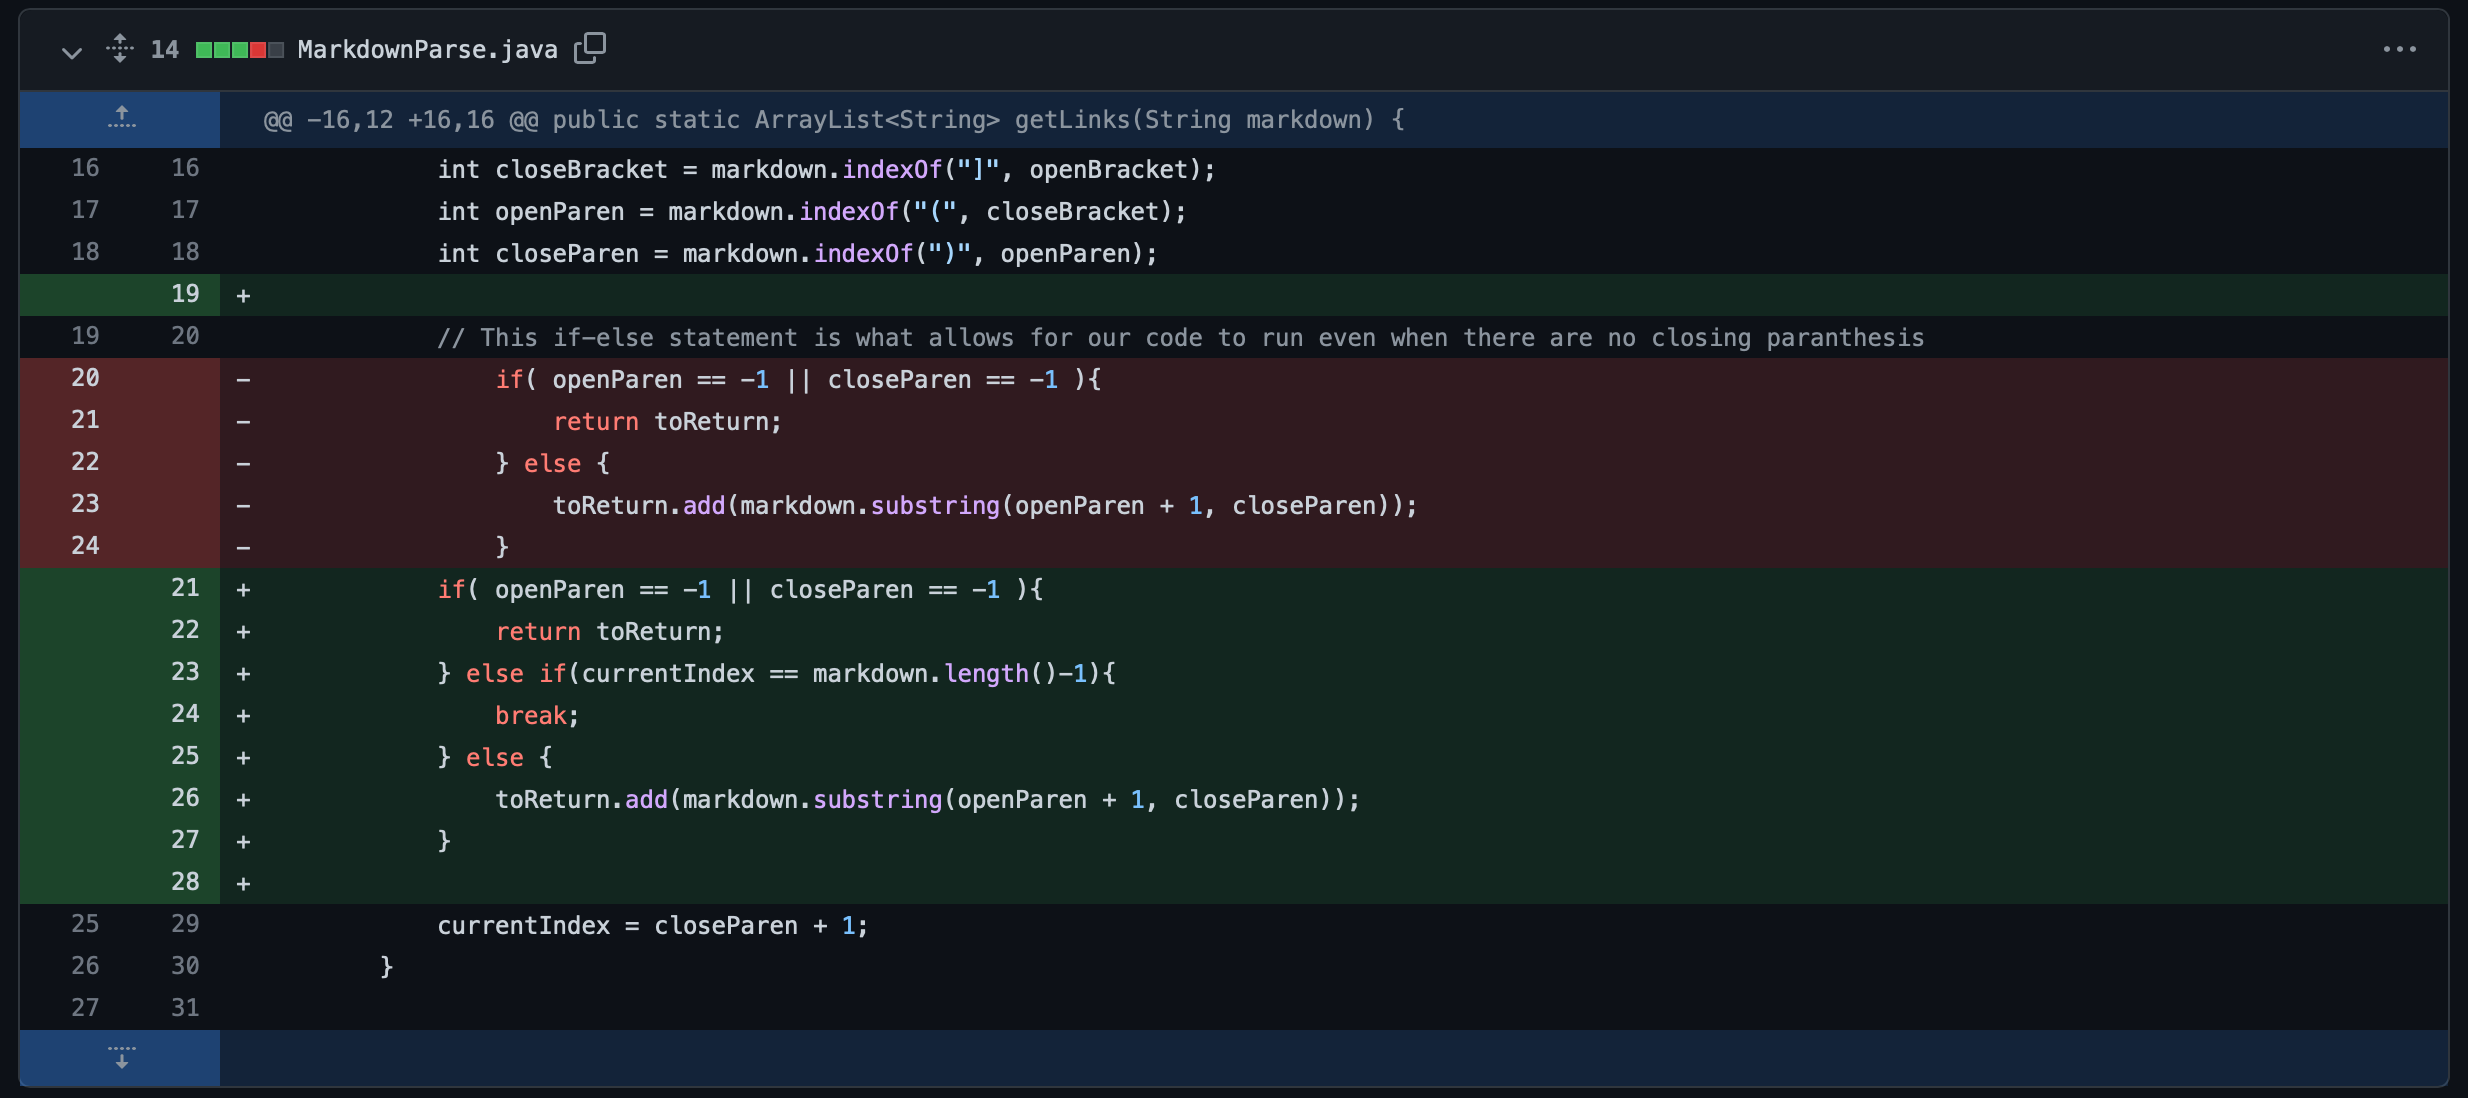 14 MarkdownParse.java
@@ -16,12 +16,16 @@ public static ArrayList<String> getLinks(String markdown) {
16 16 int closeBracket = markdown.indexOf("]", openBracket);
17 17 int openParen = markdown.indexOf("(", closeBracket);
18 18 int closeParen = markdown.indexOf(")", openParen);
19 +
19 20 // This if-else statement is what allows for our code to run even when there are no closing paranthesis
20 - if( openParen == -1 || closeParen == -1 ){
21 - return toReturn;
22 - } else {
23 - toReturn.add(markdown.substring(openParen + 1, closeParen));
24 - }
21 + if( openParen == -1 || closeParen == -1 ){
22 + return toReturn;
23 + } else if(currentIndex == markdown.length()-1){
24 + break;
25 + } else {
26 + toReturn.add(markdown.substring(openParen + 1, closeParen));
27 + }
28 +
25 29 currentIndex = closeParen + 1;
26 30 }
27 31